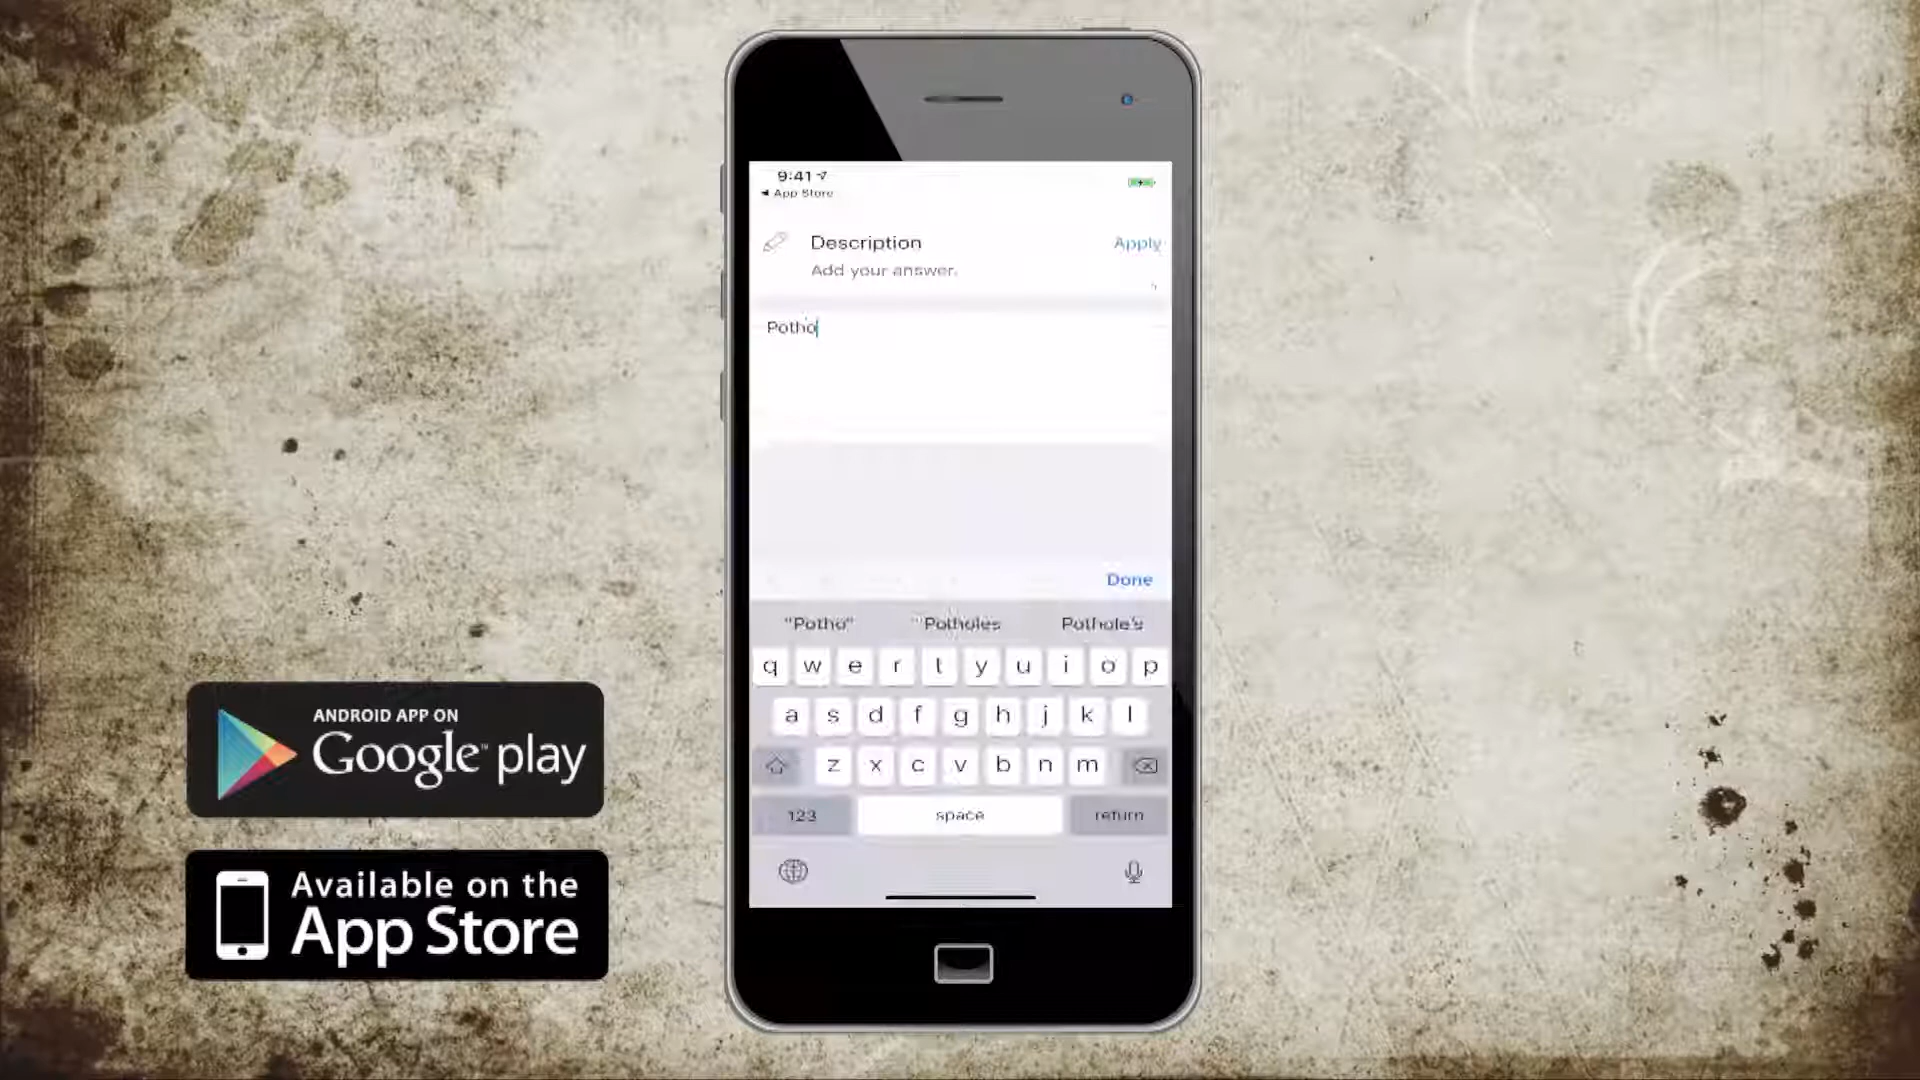 9:41
App Store
Description
Apply
Add your answer.
Potho
Done
"Potho" Potholes Pothole's
q w e r t y u i o p
a s d f g h j k l
z x c v b n m
123 space return
ANDROID APP ON
Google play
Available on the
App Store